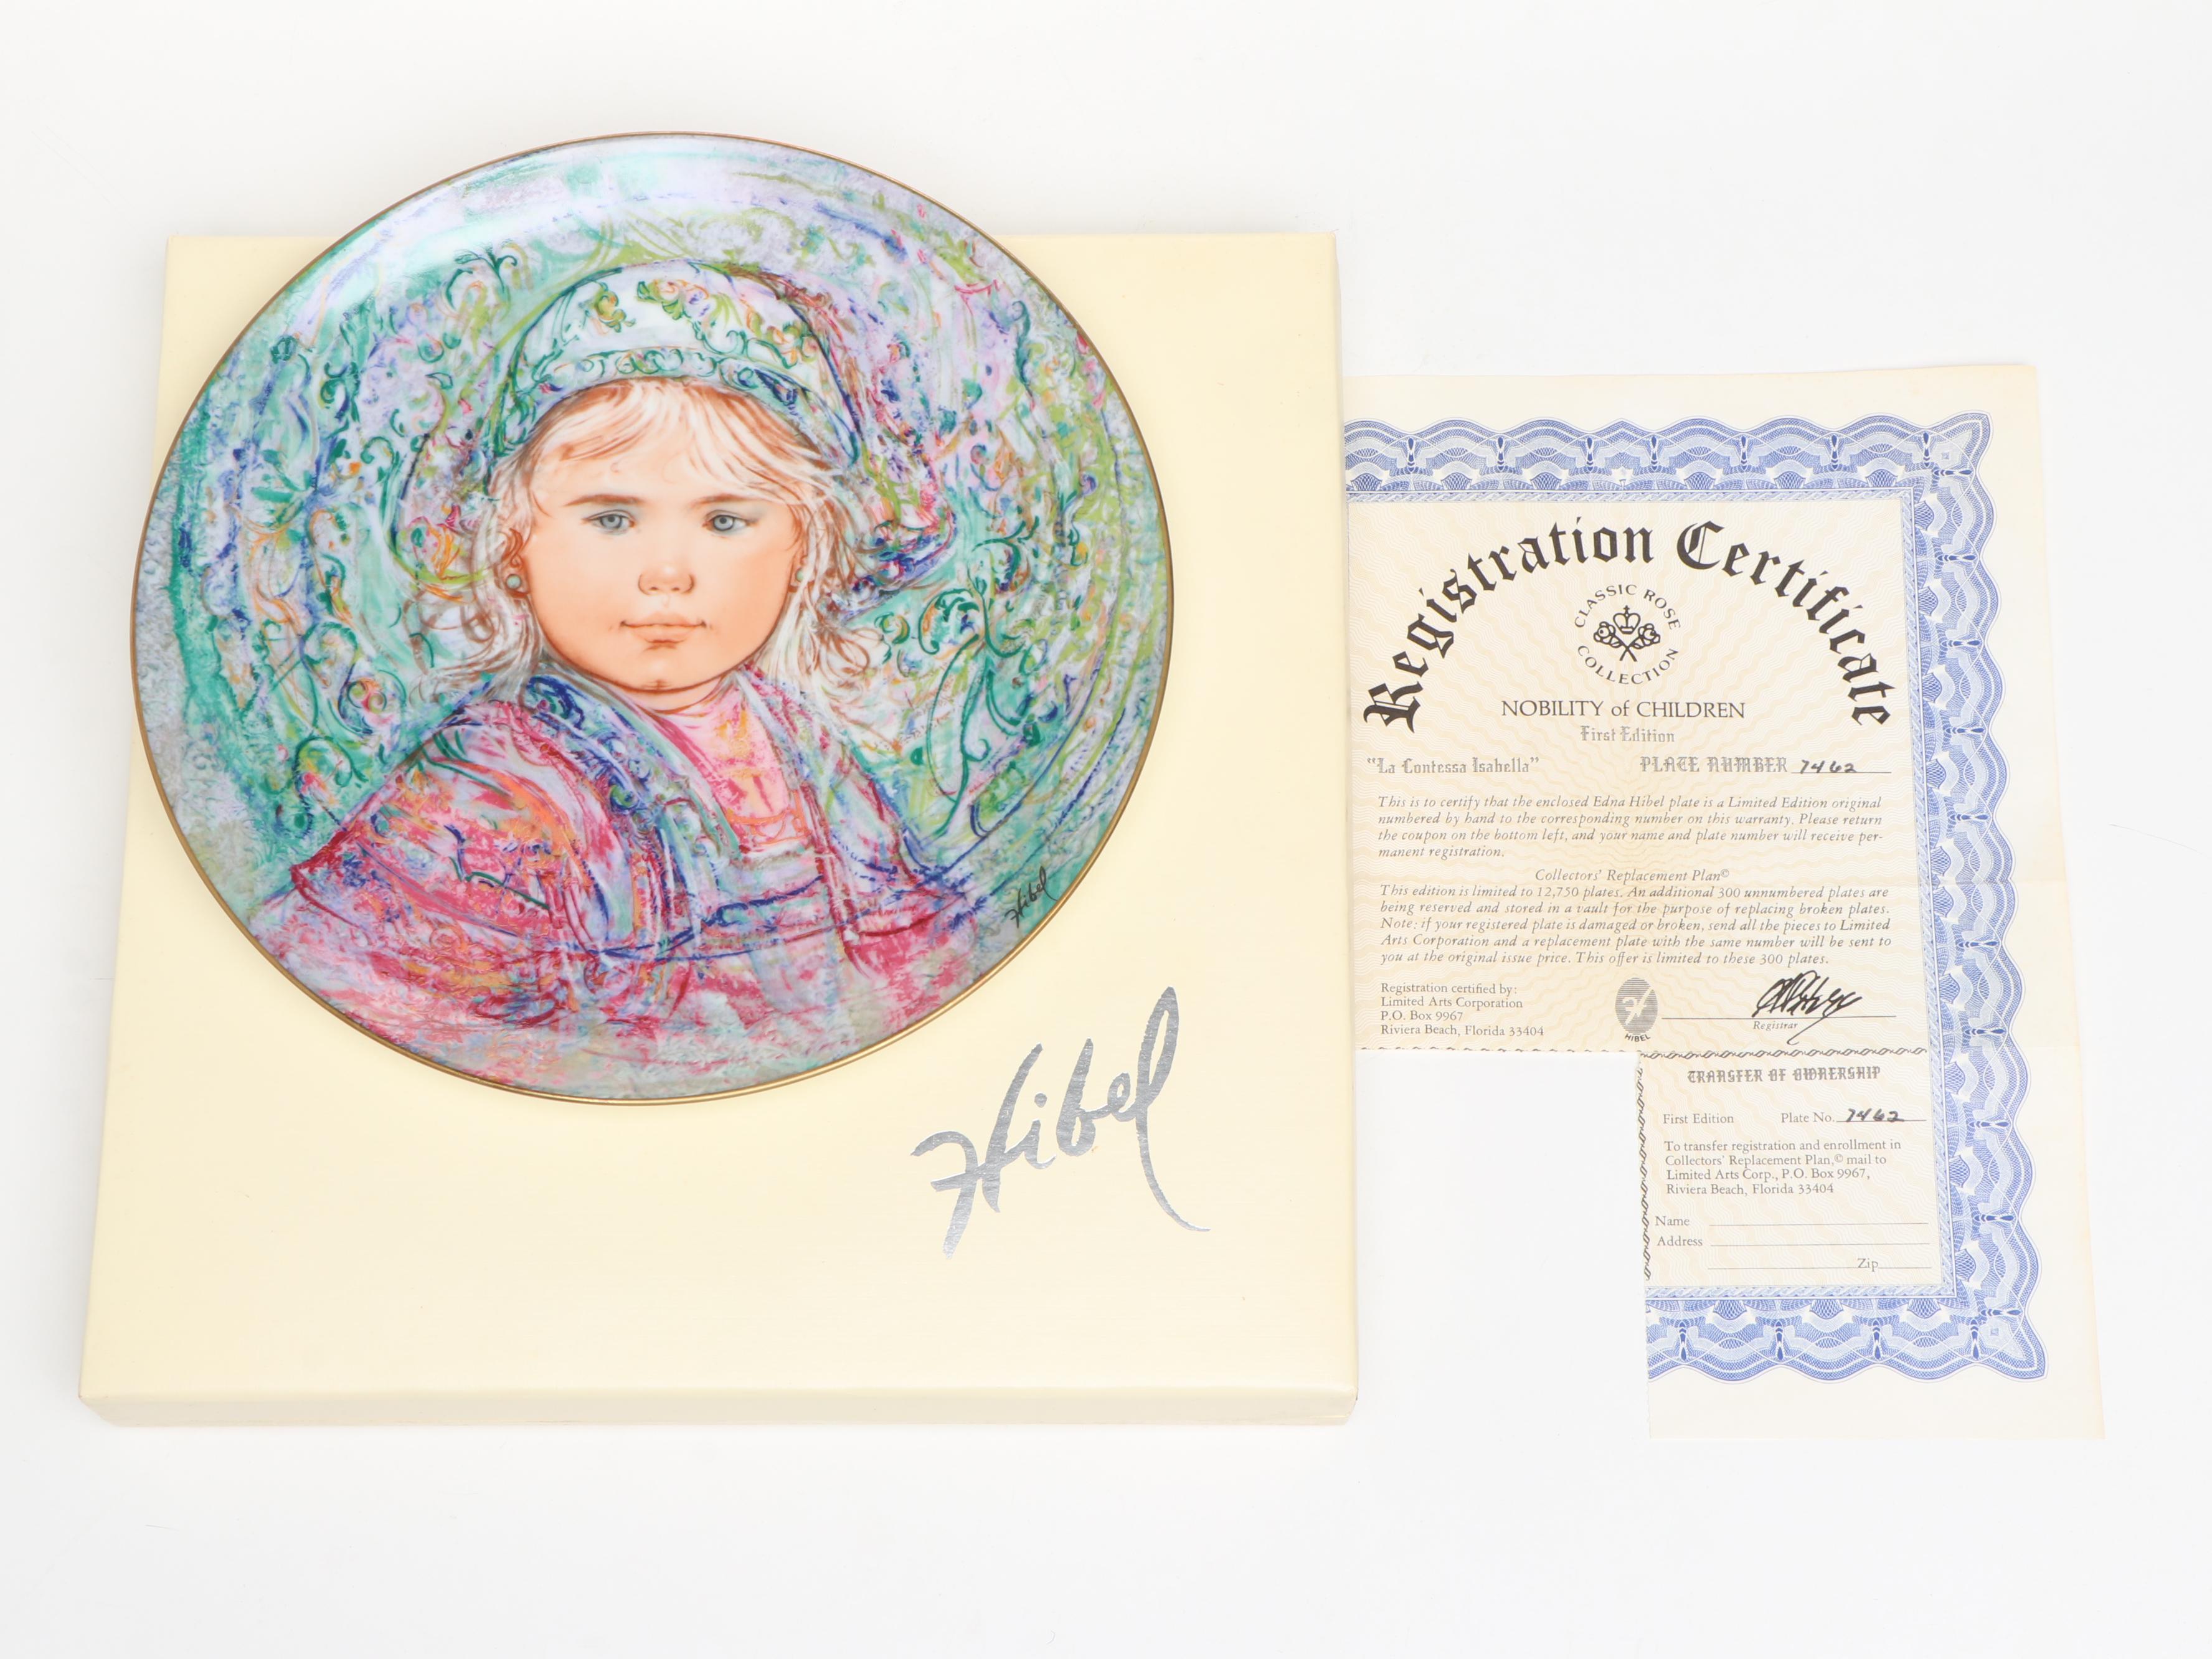 Hibel
Hibel
Registration Certificate
CLASSIC ROSE
COLLECTION
NOBILITY of CHILDREN
First Edition
"La Contessa Isabella" PLATE NUMBER 7462
This is to certify that the enclosed Edna Hibel plate is a Limited Edition original
numbered by hand to the corresponding number on this warranty. Please return
the coupon on the bottom left, and your name and plate number will receive per-
manent registration.
Collectors' Replacement Plan©
This edition is limited to 12,750 plates. An additional 300 unnumbered plates are
being reserved and stored in a vault for the purpose of replacing broken plates.
Note: if your registered plate is damaged or broken, send all the pieces to Limited
Arts Corporation and a replacement plate with the same number will be sent to
you at the original issue price. This offer is limited to these 300 plates.
Registration certified by:
Limited Arts Corporation
P.O. Box 9967
Riviera Beach, Florida 33404
HIBEL
Registrar
TRANSFER OF OWNERSHIP
First Edition Plate No. 7462
To transfer registration and enrollment in
Collectors' Replacement Plan,© mail to
Limited Arts Corp., P.O. Box 9967,
Riviera Beach, Florida 33404
Name
Address
Zip